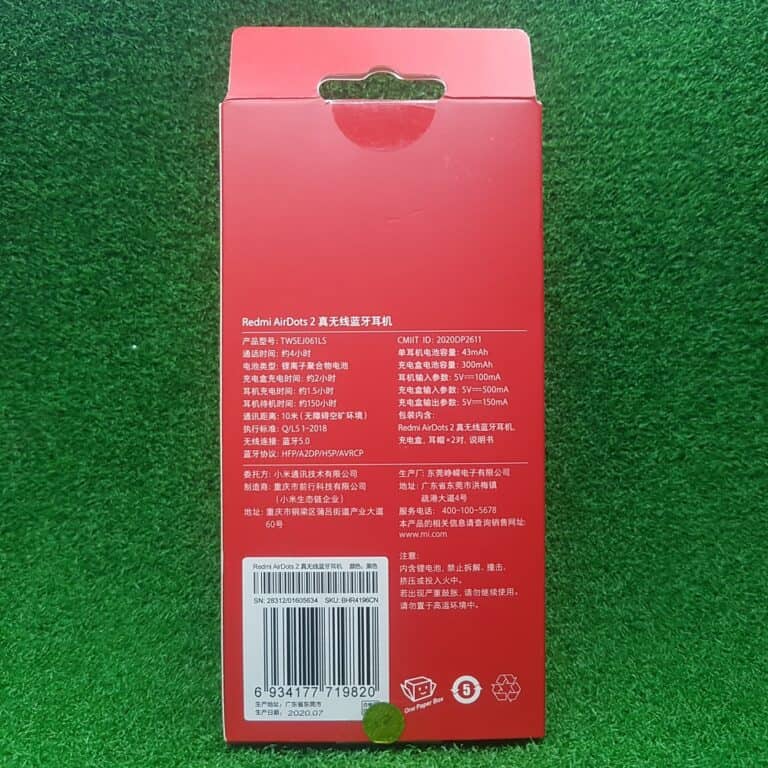 Redmi AirDots 2 真无线蓝牙耳机
产品型号: TWSEJ061LS
通话时间: 约4小时
电池类型: 锂离子聚合物电池
充电盒充电时间: 约2小时
耳机充电时间: 约1.5小时
耳机待机时间: 约150小时
通讯距离: 10米 (无障碍空旷环境)
执行标准: Q/LS 1-2018
无线连接: 蓝牙5.0
蓝牙协议: HFP/A2DP/HSP/AVRCP
CMIIT ID: 2020DP2611
单耳机电池容量: 43mAh
充电盒电池容量: 300mAh
耳机输入参数: 5V⎓100mA
充电盒输入参数: 5V⎓500mA
充电盒输出参数: 5V⎓150mA
包装内含:
Redmi AirDots 2 真无线蓝牙耳机,
充电盒, 耳帽×2对, 说明书
委托方: 小米通讯技术有限公司
制造商: 重庆市前行科技有限公司
(小米生态链企业)
地址: 重庆市铜梁区蒲吕街道产业大道
60号
生产厂: 东莞峥嵘电子有限公司
地址: 广东省东莞市洪梅镇
疏港大道4号
服务电话: 400-100-5678
本产品的相关信息请查询销售网址:
www.mi.com
注意:
内含锂电池, 禁止拆解、撞击、
挤压或投入火中。
若出现严重鼓胀, 请勿继续使用。
请勿置于高温环境中。
Redmi AirDots 2 真无线蓝牙耳机 颜色: 黑色
SN: 28312/01605634 SKU: BHR4196CN
6 934177 719820
生产地址: 广东省东莞市
生产日期: 2020.07
One Paper Box
5